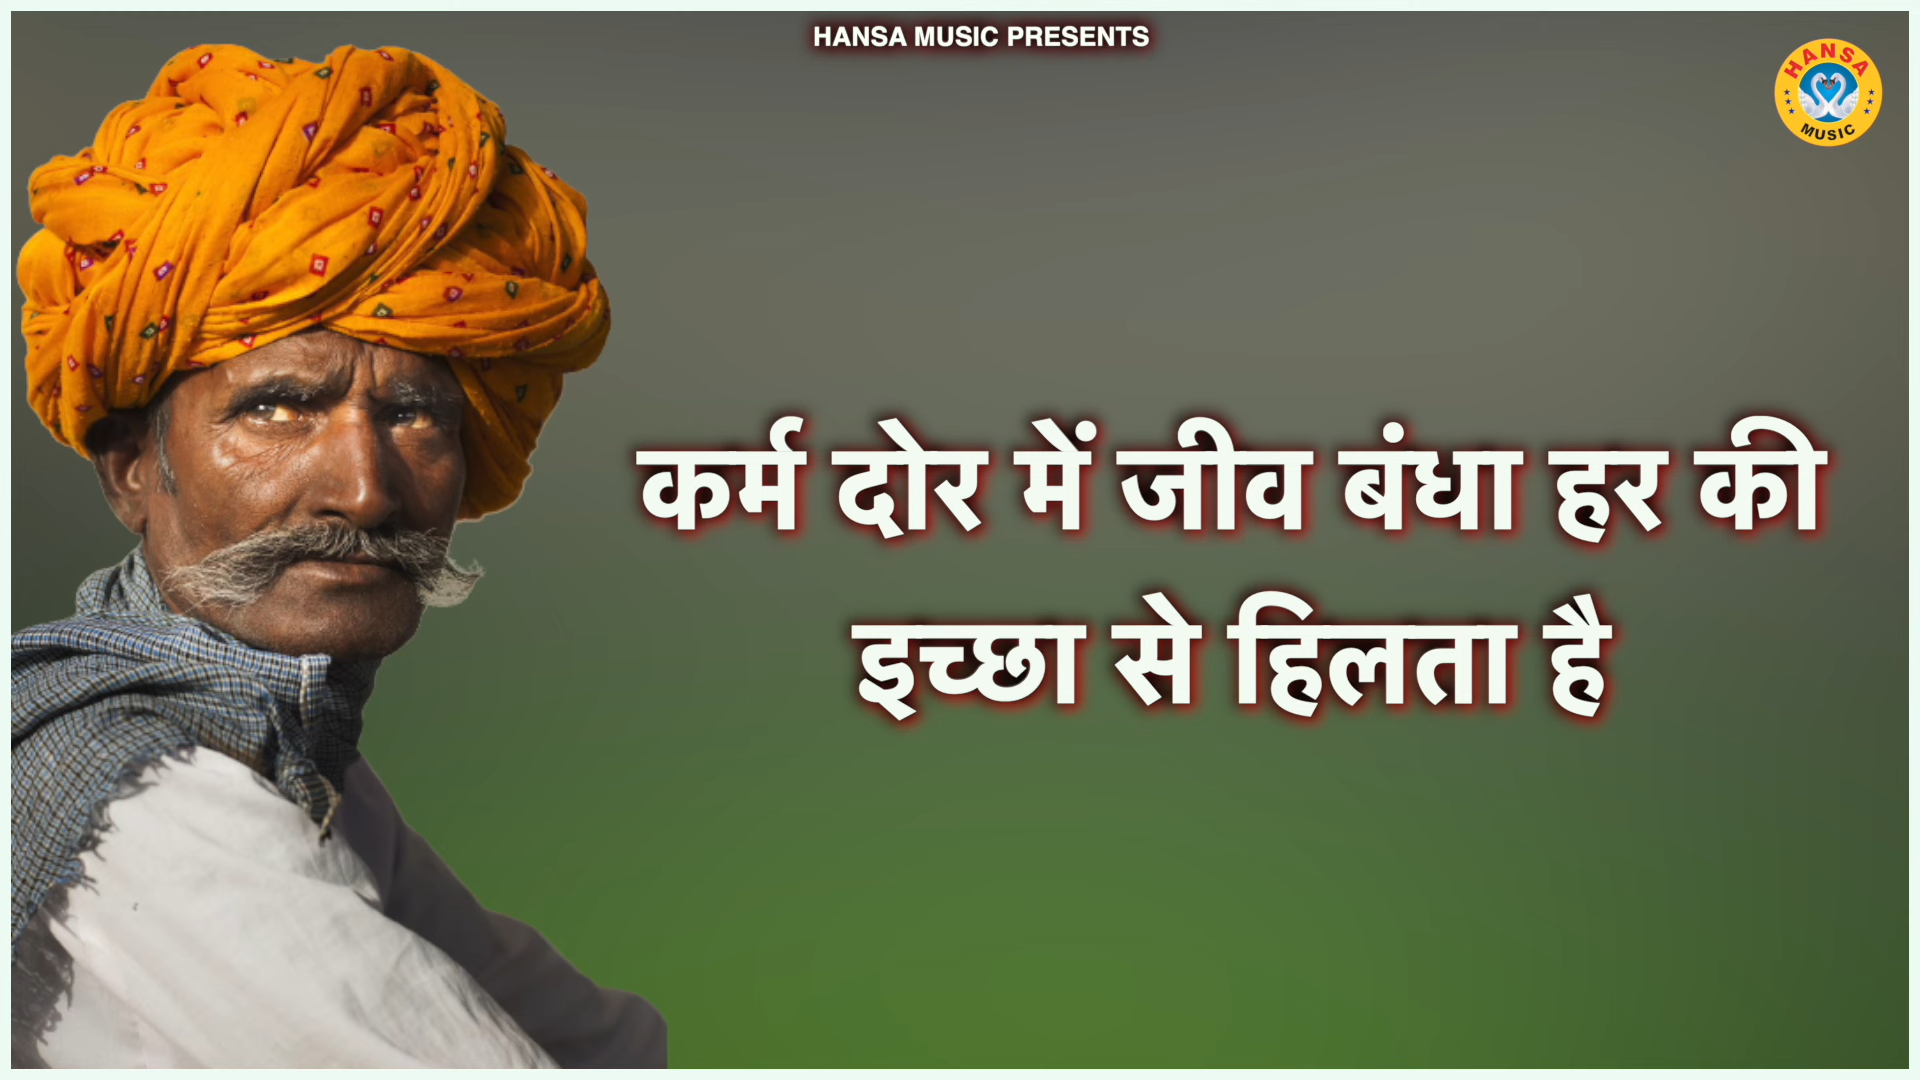 HANSA MUSIC PRESENTS
HANSA
MUSIC
कर्म दोर में जीव बंधा हर की
इच्छा से हिलता है